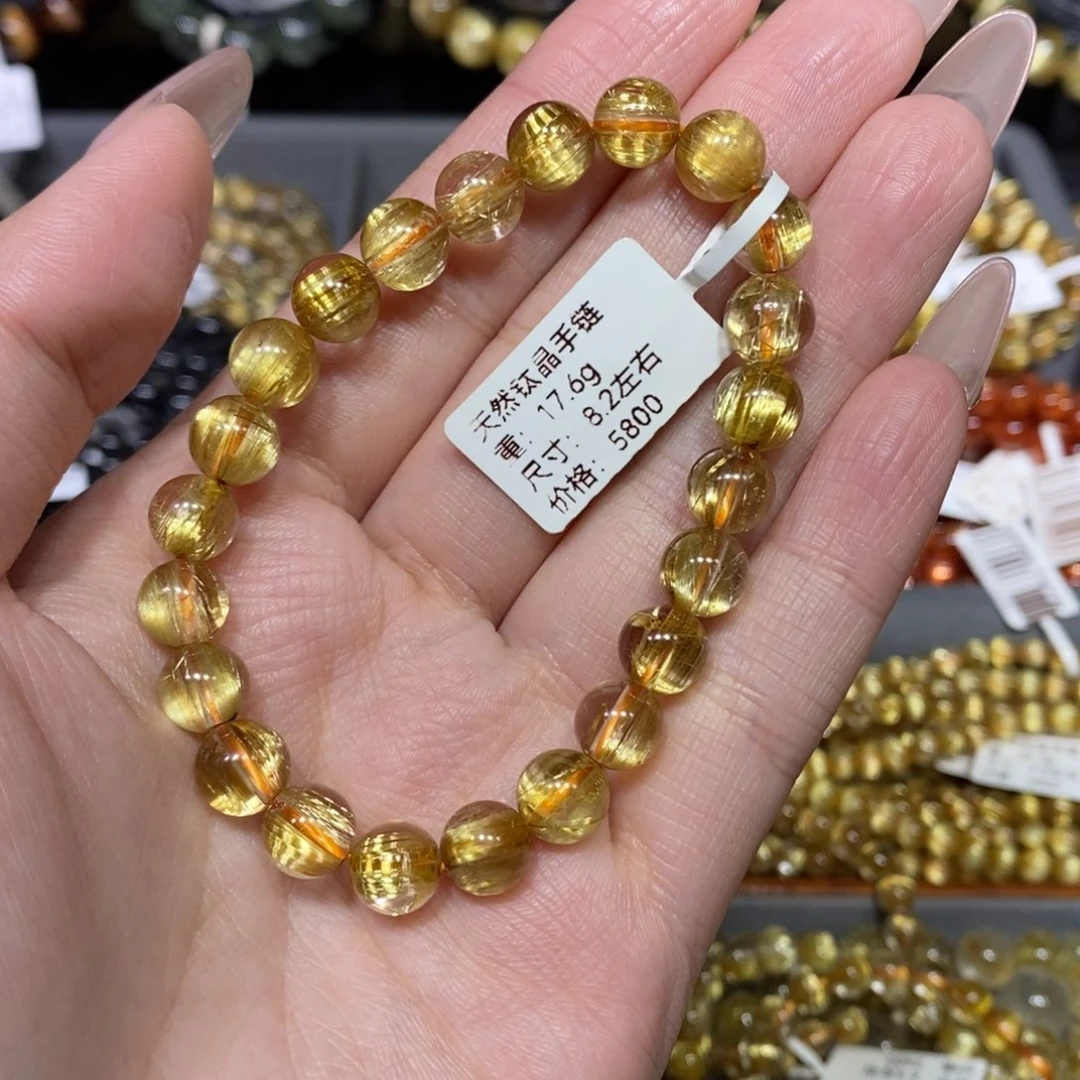 天然钛晶手链
重: 17.6g
尺寸: 8.2左右
价格: 5800